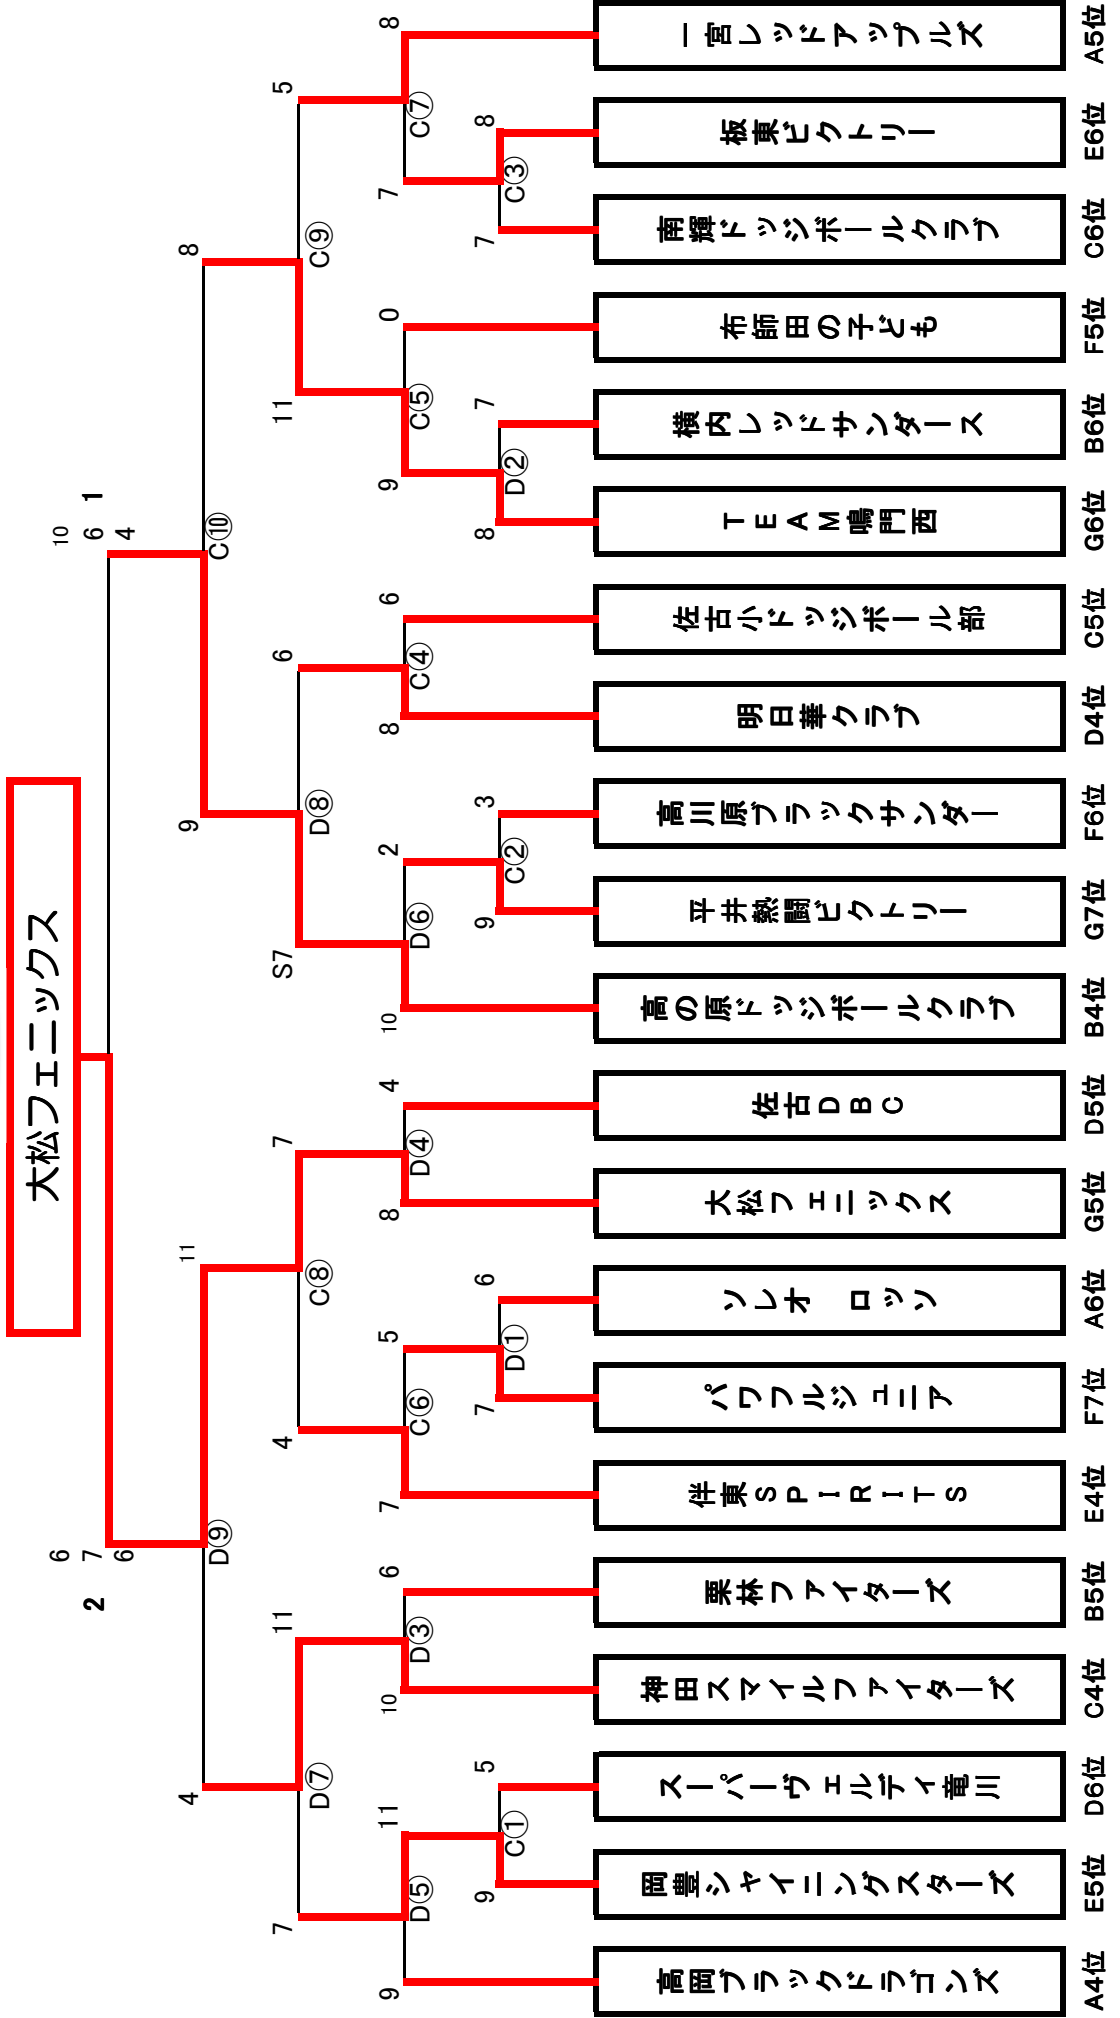 大松フェニックス
10
6 1
4
6
2 7
6
8
C⑩
9
11
D⑨
4
5
C⑨
11
6
D⑧
S7
7
C⑧
4
11
D⑦
7
8
C⑦
7
0
C⑤
9
6
C④
8
2
D⑥
10
4
D④
8
5
C⑥
7
6
D③
10
11
D⑤
9
8
C③
7
7
D②
8
3
C②
9
6
D①
7
5
C①
9
一宮レッドアップルズ
板東ビクトリー
南輝ドッジボールクラブ
布師田の子ども
横内レッドサンダース
TEAM鳴門西
佐古小ドッジボール部
明日華クラブ
高川原ブラックサンダー
平井熱闘ビクトリー
高の原ドッジボールクラブ
佐古DBC
大松フェニックス
ソレオ ロッソ
パワフルジュニア
伴東SPIRITS
栗林ファイターズ
神田スマイルファイターズ
スーパーヴェルディ竜川
岡豊シャイニングスターズ
高岡ブラックドラゴンズ
A5位
E6位
C6位
F5位
B6位
G6位
C5位
D4位
F6位
G7位
B4位
D5位
G5位
A6位
F7位
E4位
B5位
C4位
D6位
E5位
A4位